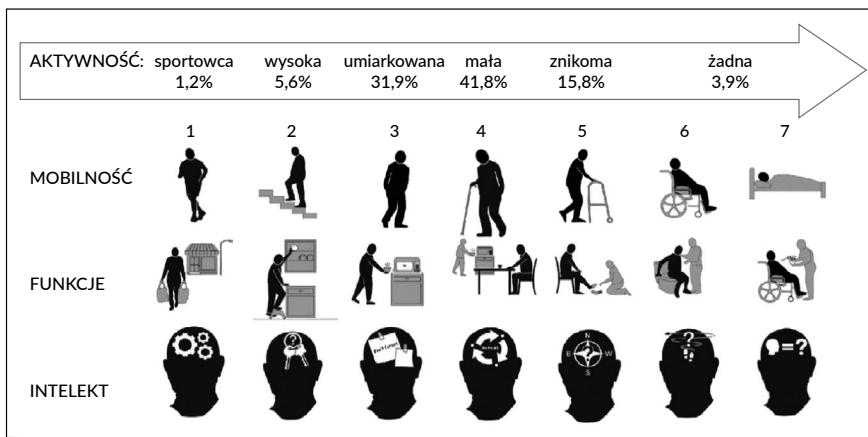 AKTYWNOŚĆ: sportowca wysoka umiarkowana mała znikoma żadna
1,2% 5,6% 31,9% 41,8% 15,8% 3,9%
1 2 3 4 5 6 7
MOBILNOŚĆ
FUNKCJE
?
N
E W
S
?
=?
INTELEKT